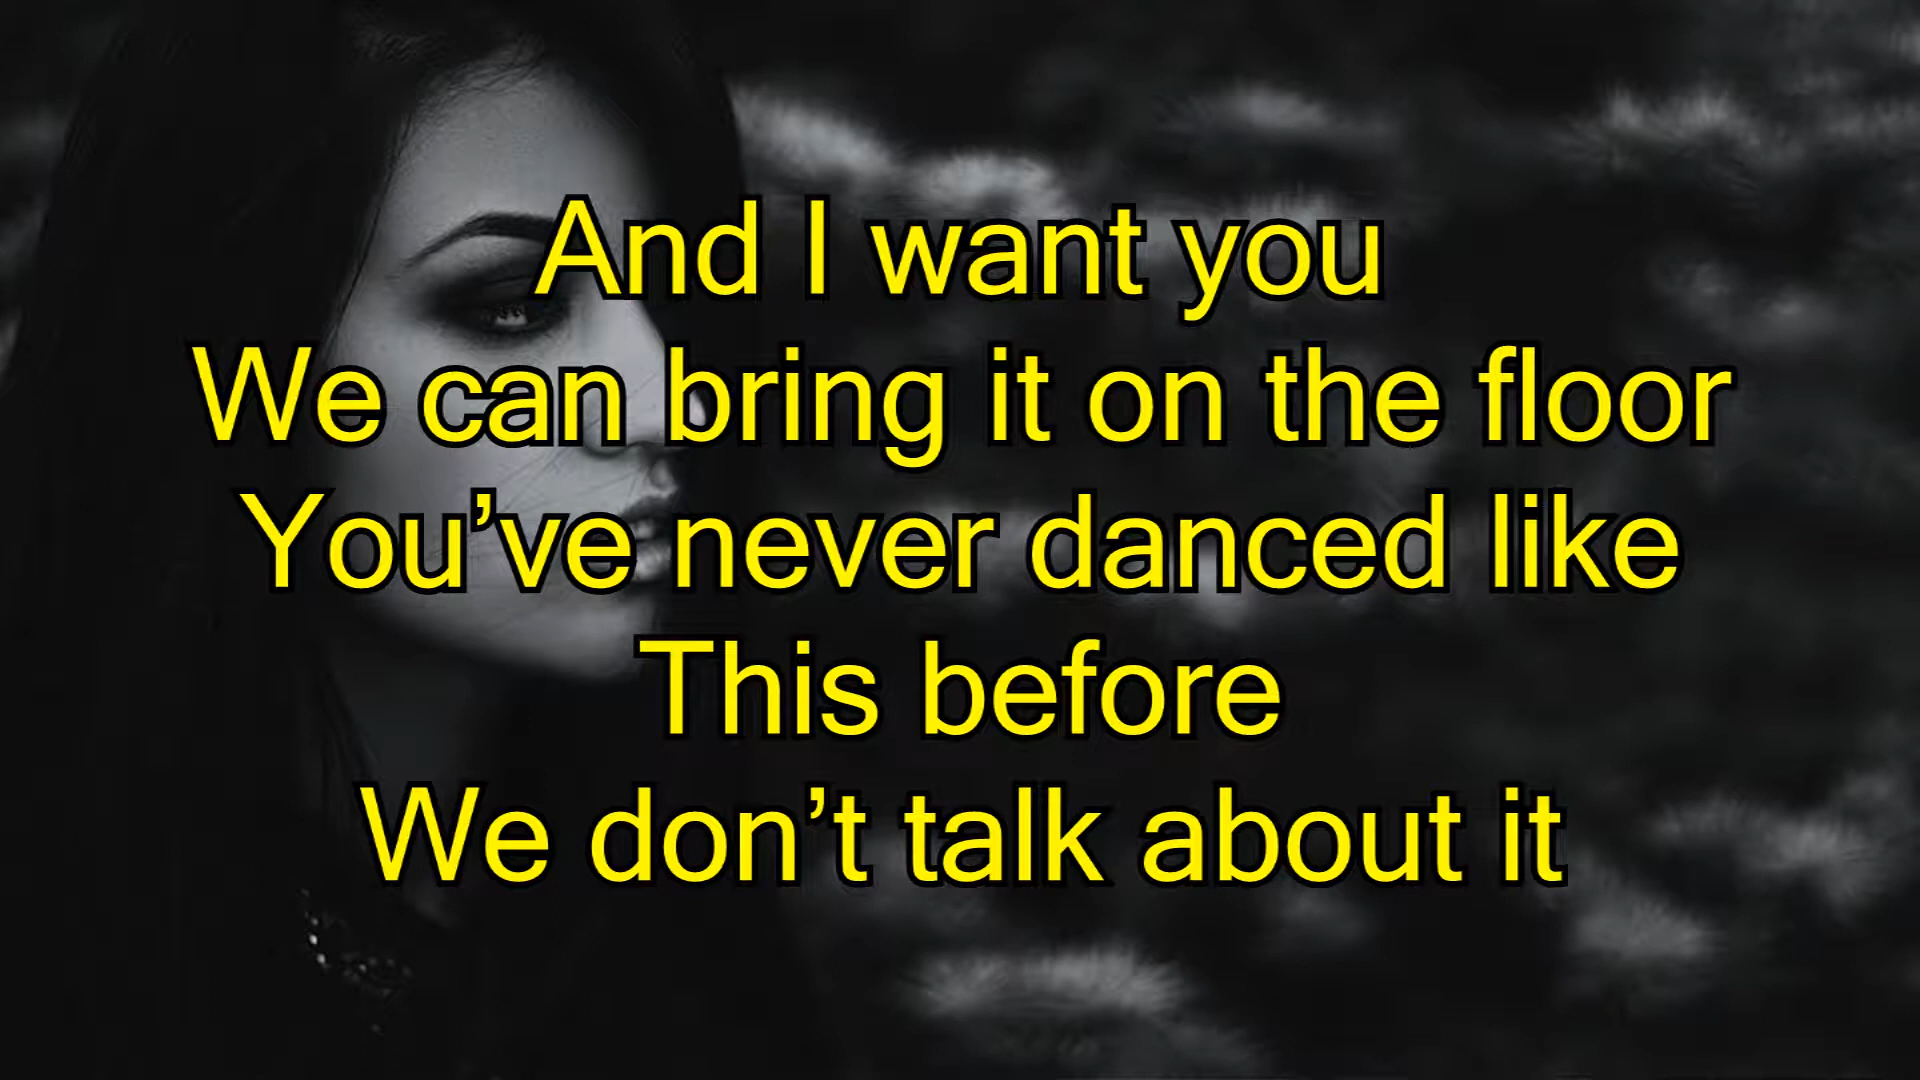 And I want you
We can bring it on the floor
You’ve never danced like
This before
We don’t talk about it